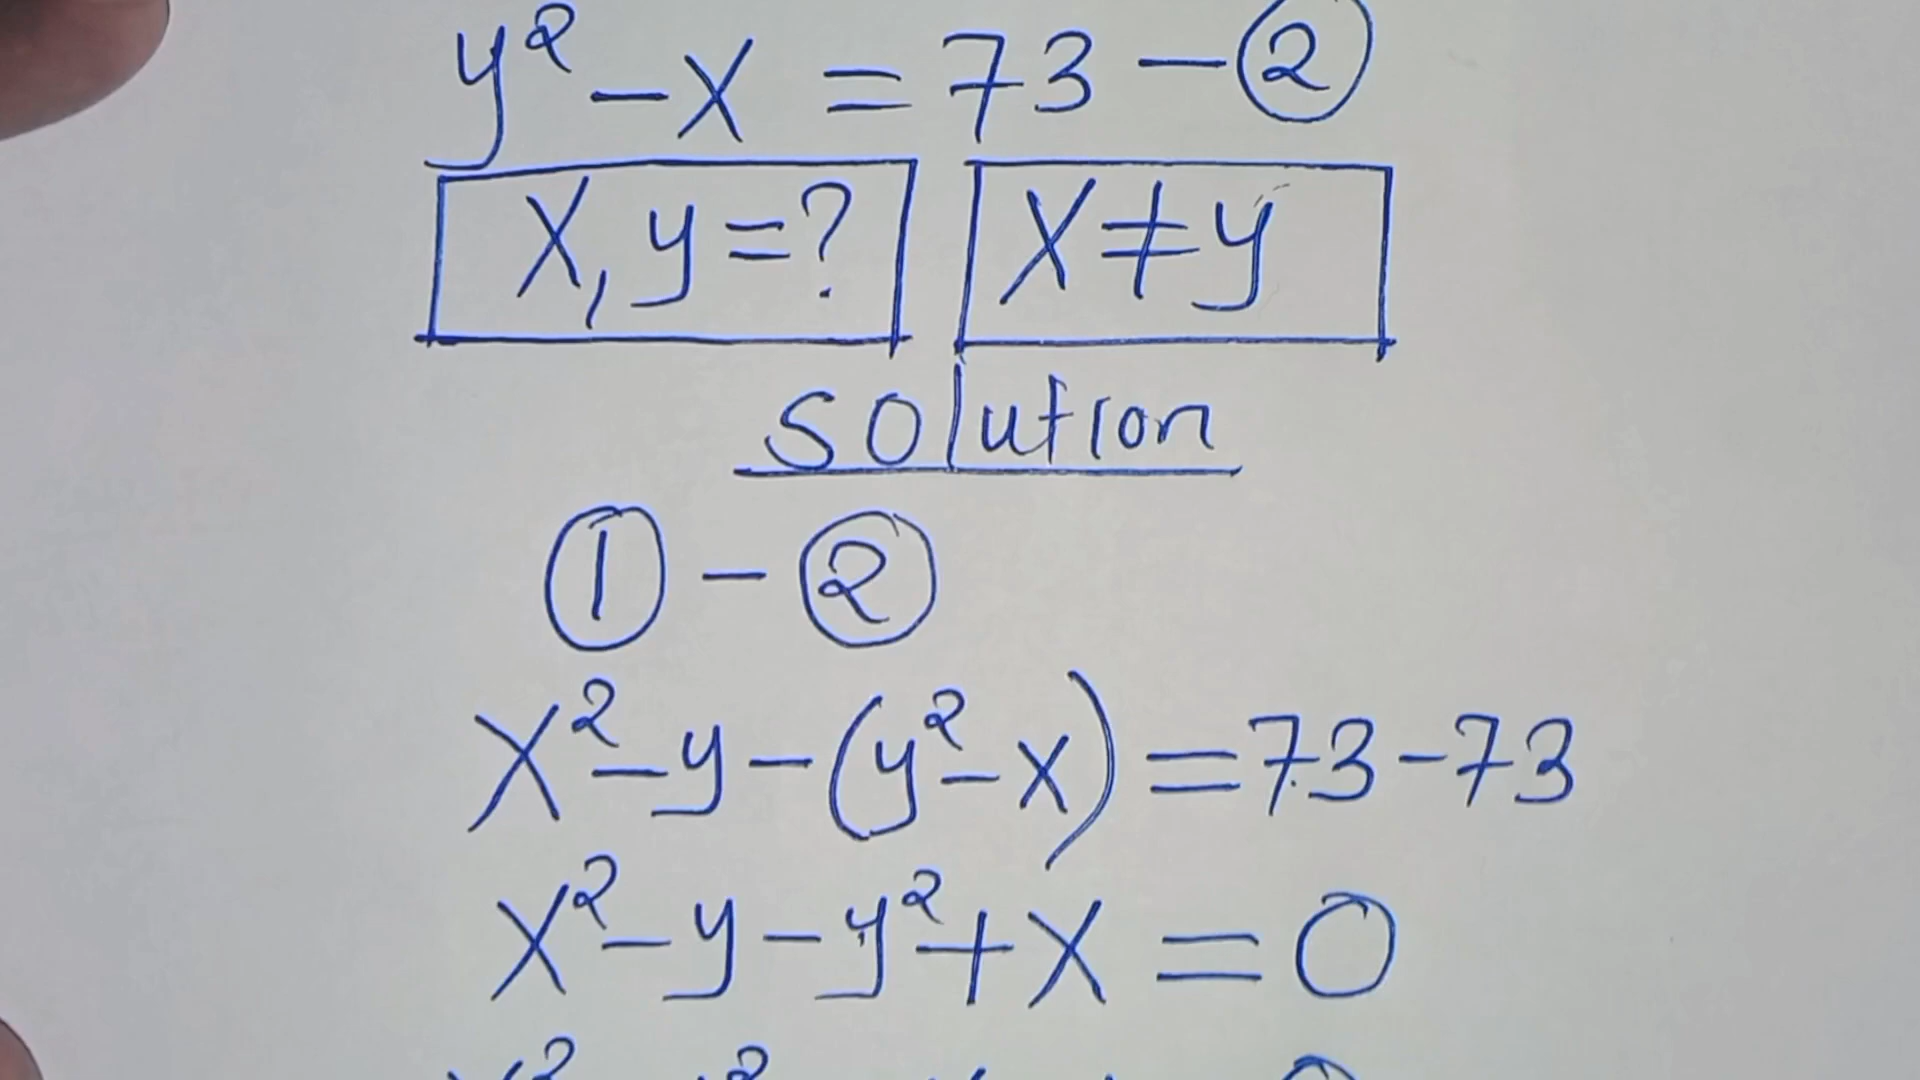 y² - x = 73 - ②
x, y = ? x ≠ y
solution
① - ②
x² - y - (y² - x) = 73 - 73
x² - y - y² + x = 0